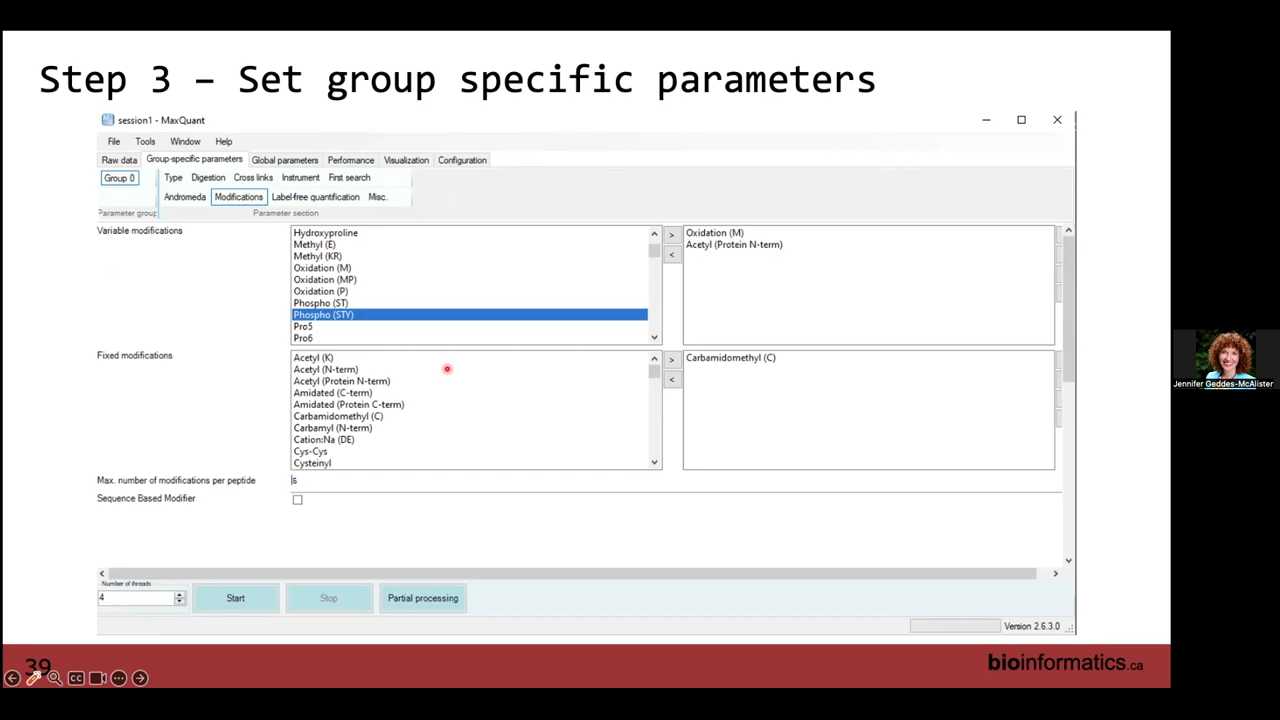 Step 3 – Set group specific parameters
session1 - MaxQuant
File Tools Window Help
Raw data Group-specific parameters Global parameters Performance Visualization Configuration
Group 0 Type Digestion Cross links Instrument First search
Andromeda Modifications Label-free quantification Misc.
Parameter group Parameter section
Variable modifications
Hydroxyproline
Methyl (E)
Methyl (KR)
Oxidation (M)
Oxidation (MP)
Oxidation (P)
Phospho (ST)
Phospho (STY)
Pro5
Pro6
>
<
Oxidation (M)
Acetyl (Protein N-term)
Fixed modifications
Acetyl (K)
Acetyl (N-term)
Acetyl (Protein N-term)
Amidated (C-term)
Amidated (Protein C-term)
Carbamidomethyl (C)
Carbamyl (N-term)
Cation:Na (DE)
Cys-Cys
Cysteinyl
>
<
Carbamidomethyl (C)
Max. number of modifications per peptide 5
Sequence Based Modifier
Number of threads
4 Start Stop Partial processing
Version 2.6.3.0
39
CC
bioinformatics.ca
Jennifer Geddes-McAlister